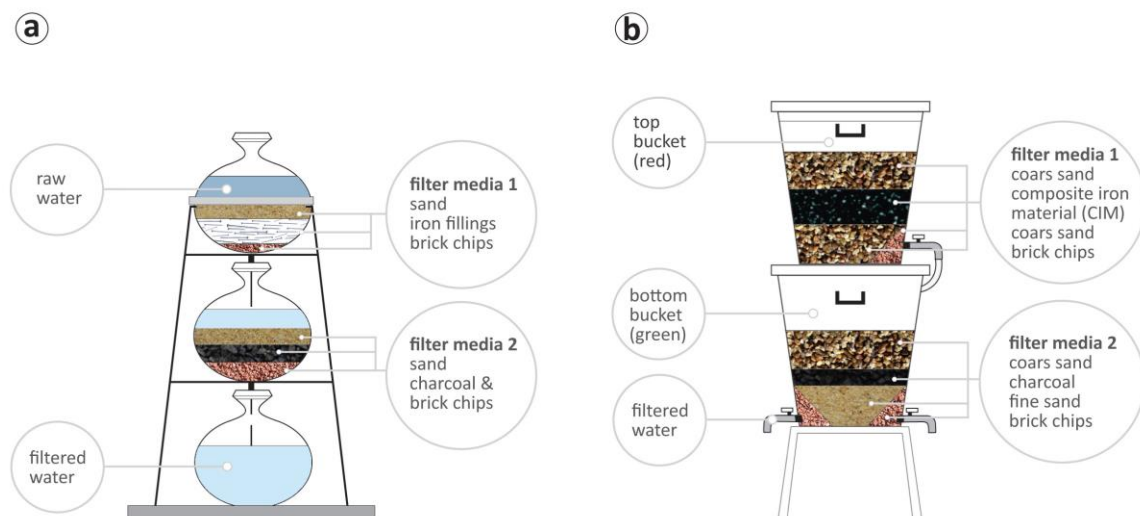 a
raw
water
filter media 1
sand
iron fillings
brick chips
filter media 2
sand
charcoal &
brick chips
filtered
water
b
top
bucket
(red)
filter media 1
coars sand
composite iron
material (CIM)
coars sand
brick chips
bottom
bucket
(green)
filter media 2
coars sand
charcoal
fine sand
brick chips
filtered
water